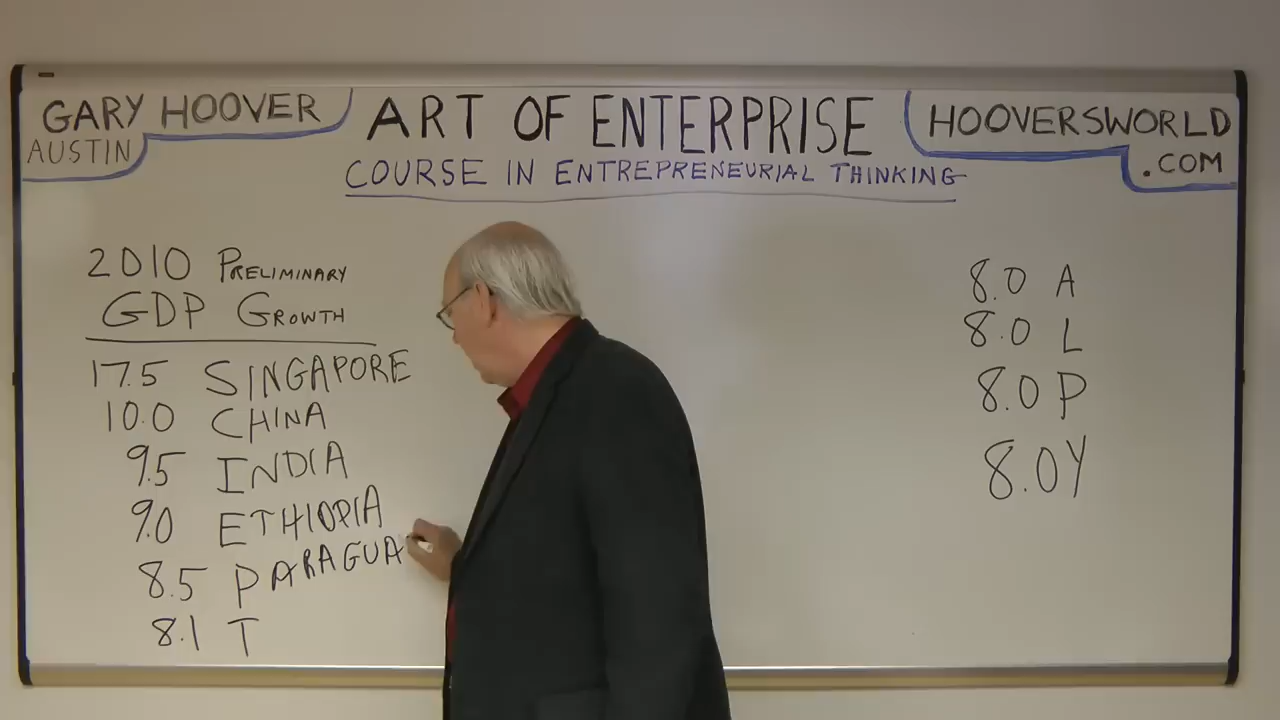 GARY HOOVER
AUSTIN
ART OF ENTERPRISE
COURSE IN ENTREPRENEURIAL THINKING
HOOVERSWORLD
.COM
2010 PRELIMINARY
GDP GROWTH
17.5 SINGAPORE
10.0 CHINA
9.5 INDIA
9.0 ETHIOPIA
8.5 PARAGUA
8.1 T
8.0 A
8.0 L
8.0 P
8.0 Y